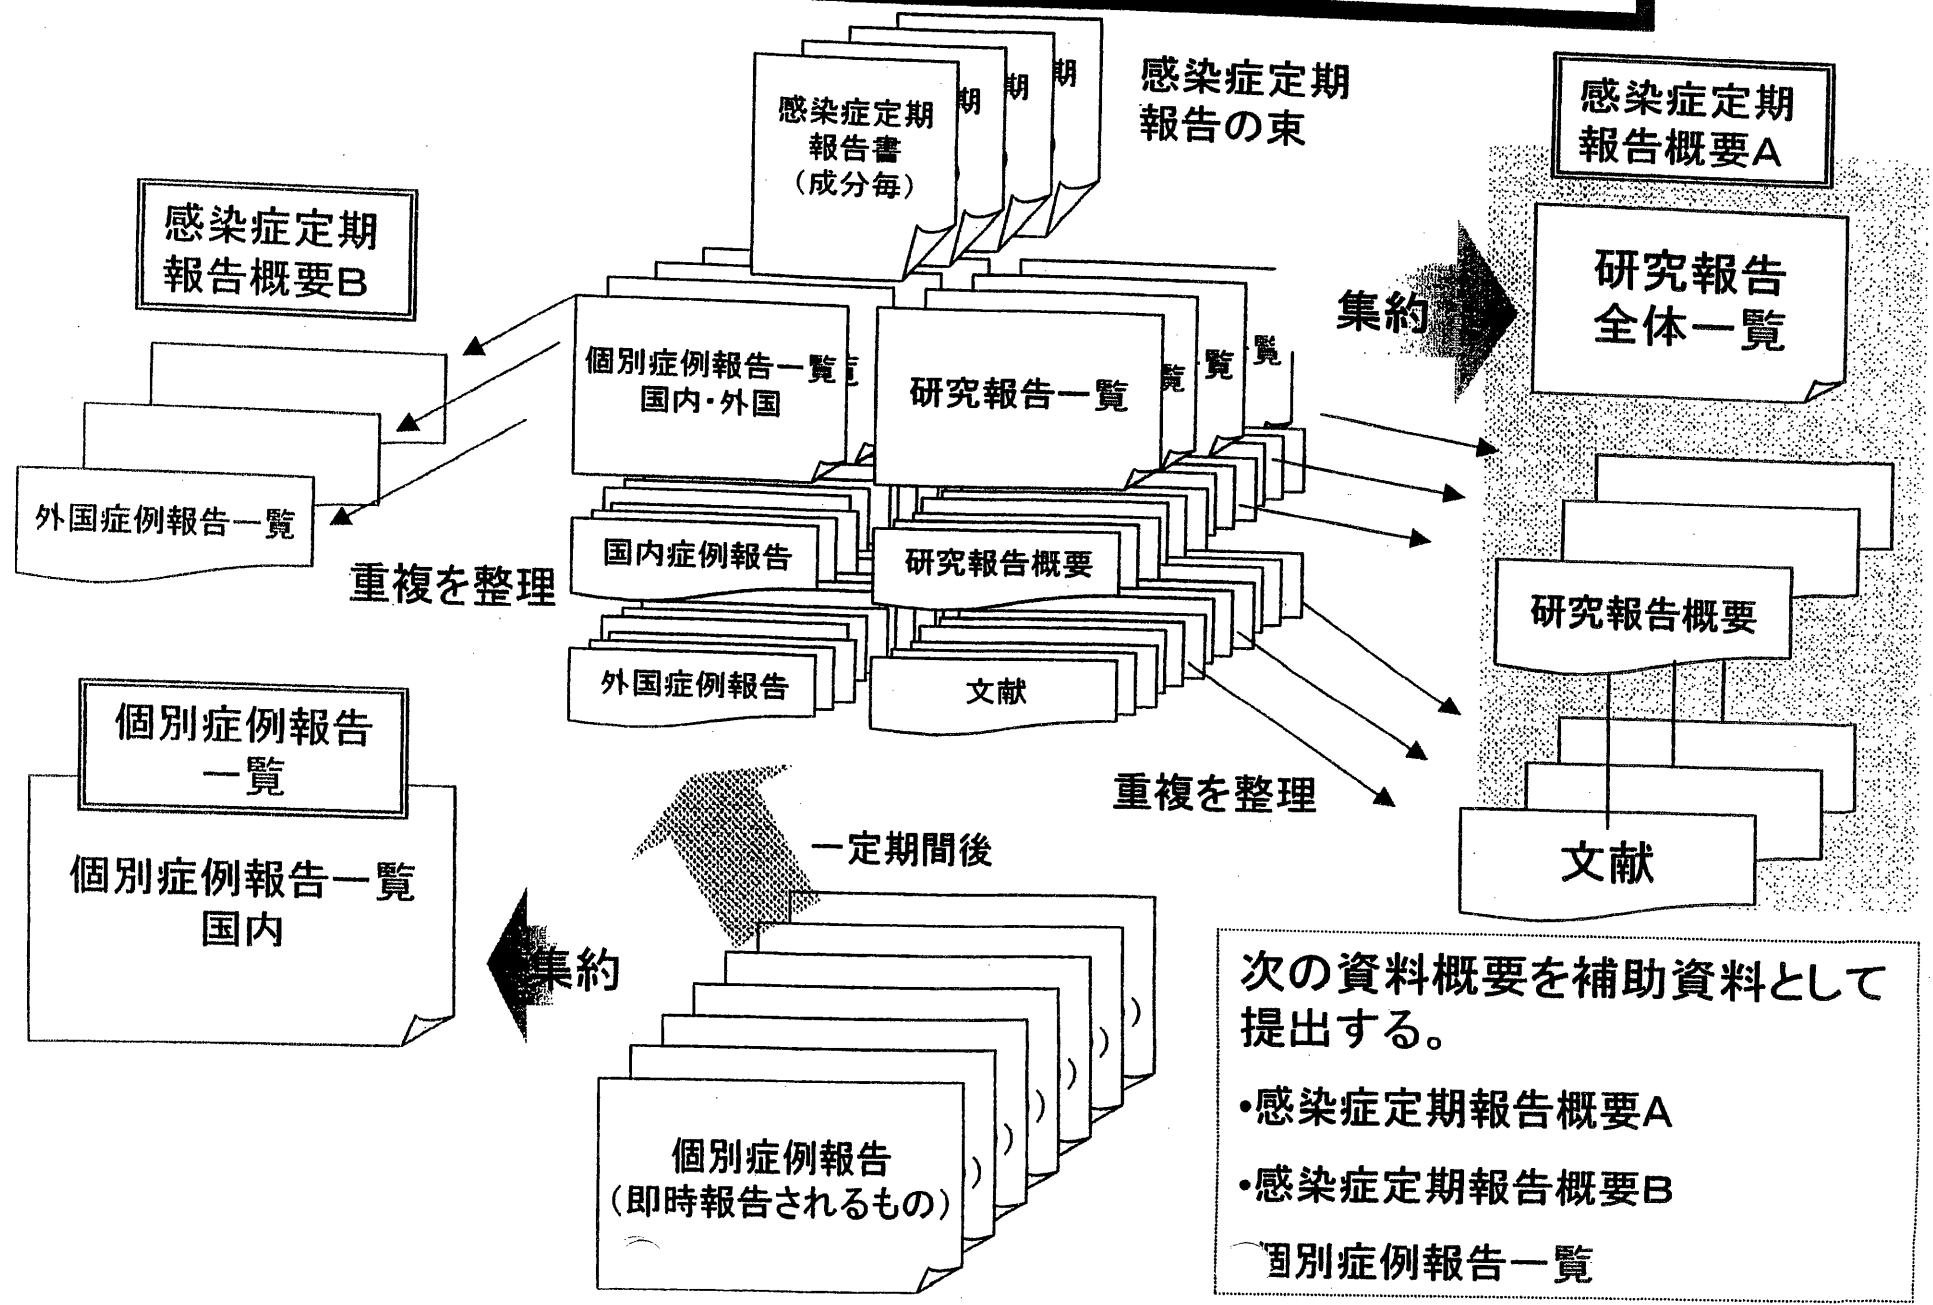 期
期
期
感染症定期
報告書
（成分毎）
感染症定期
報告の束
感染症定期
報告概要A
感染症定期
報告概要B
研究報告
全体一覧
集約
個別症例報告一覧
国内・外国
研究報告一覧
覧
一覧
一覧
外国症例報告一覧
重複を整理
国内症例報告
研究報告概要
研究報告概要
外国症例報告
文献
個別症例報告
一覧
重複を整理
個別症例報告一覧
国内
一定期間後
文献
集約
次の資料概要を補助資料として
提出する。
•感染症定期報告概要A
•感染症定期報告概要B
個別症例報告一覧
個別症例報告
（即時報告されるもの）
）
）
）
）
）
）